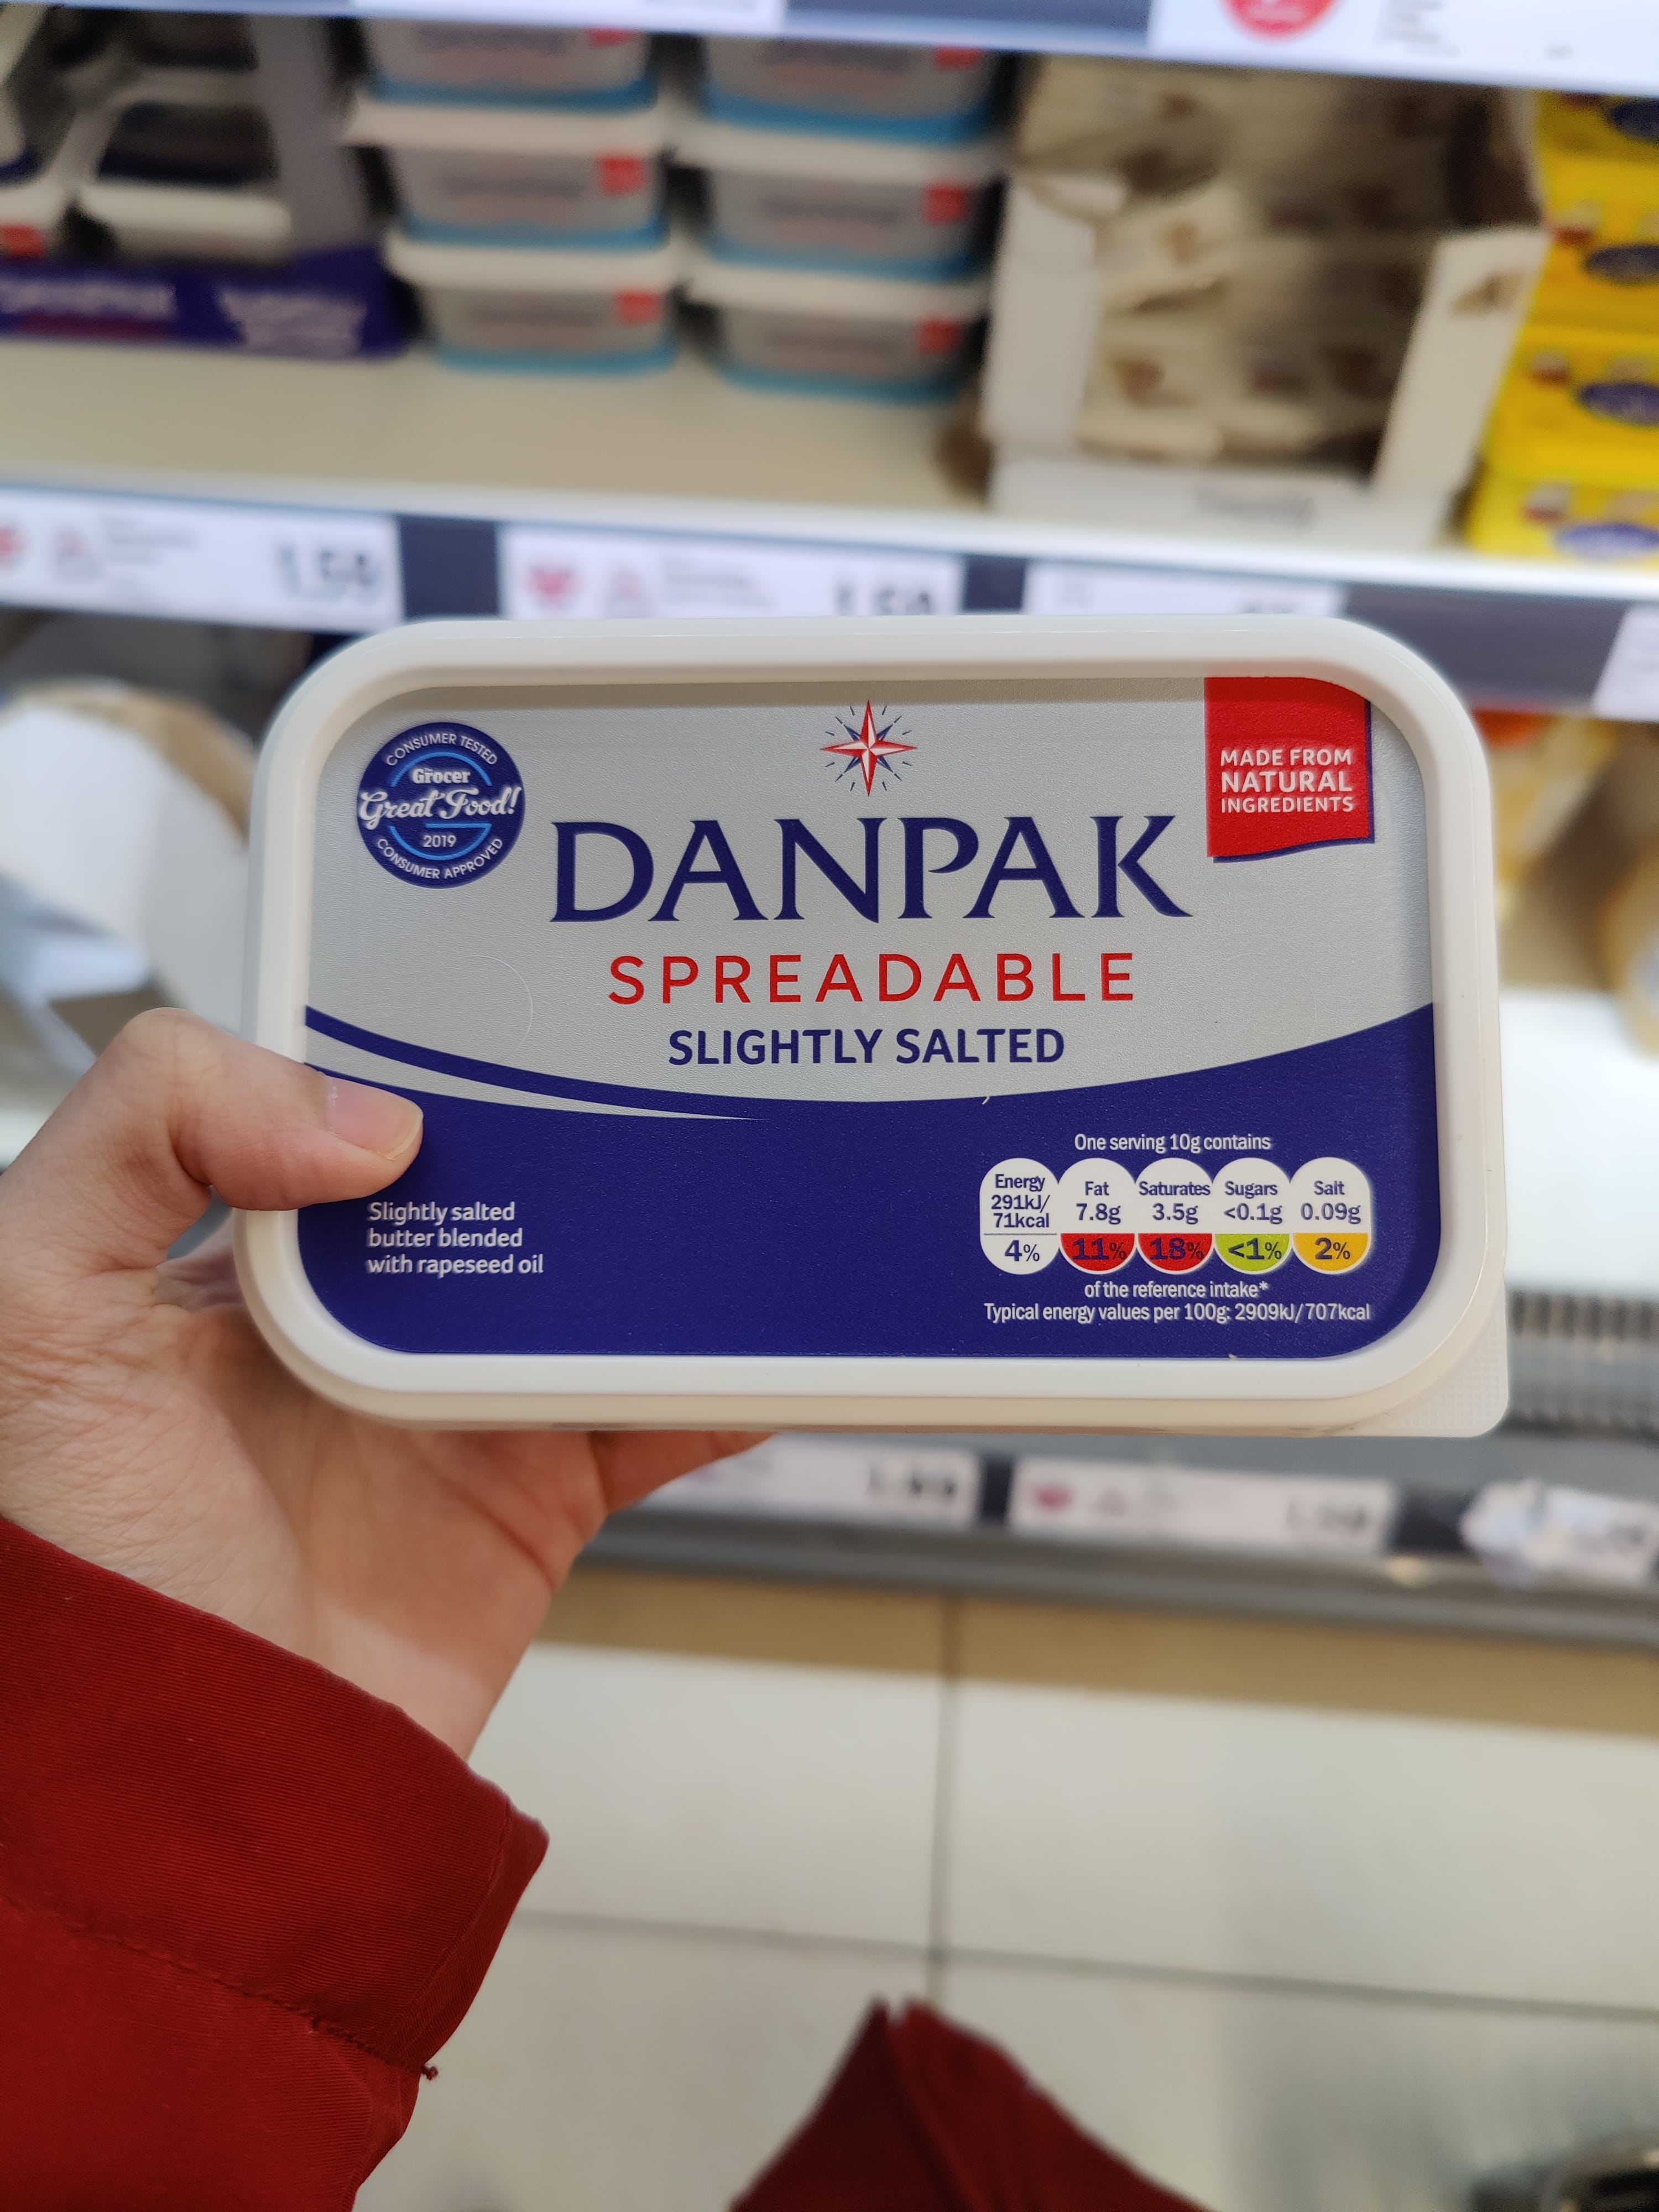 1.59
CONSUMER TESTED
The Grocer
Great Food!
2019
CONSUMER APPROVED
MADE FROM
NATURAL
INGREDIENTS
DANPAK
SPREADABLE
SLIGHTLY SALTED
Slightly salted
butter blended
with rapeseed oil
One serving 10g contains
Energy
291kJ/
71kcal
4%
Fat
7.8g
11%
Saturates
3.5g
18%
Sugars
<0.1g
<1%
Salt
0.09g
2%
of the reference intake*
Typical energy values per 100g: 2909kJ/707kcal